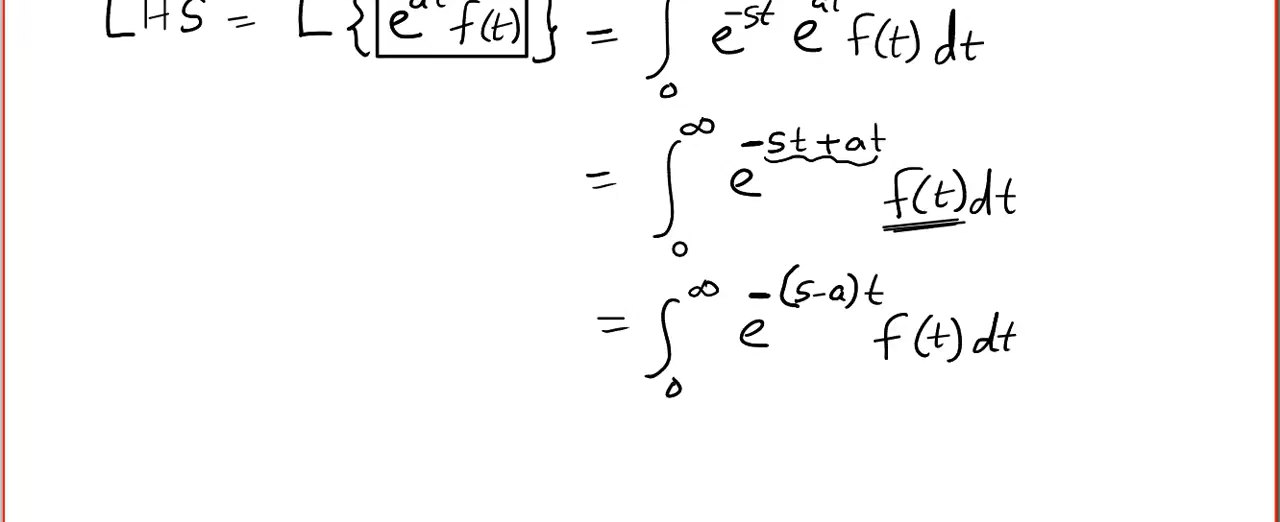 LHS = L{e^{at} f(t)} = ∫_0 e^{-st} e^{at} f(t) dt
= ∫_0^∞ e^{-st+at} f(t) dt
= ∫_0^∞ e^{-(s-a)t} f(t) dt